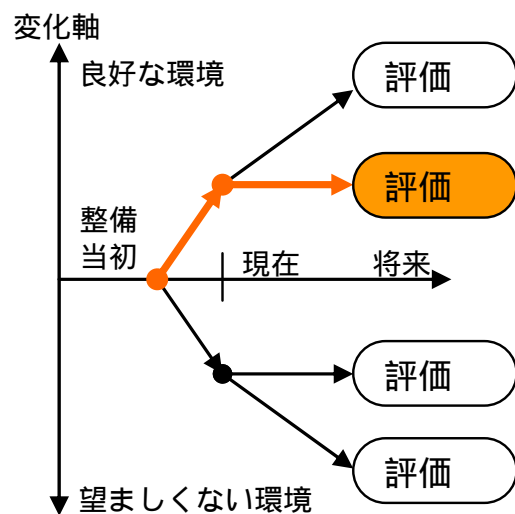 変化軸
良好な環境
評価
評価
整備
当初
現在
将来
評価
評価
望ましくない環境